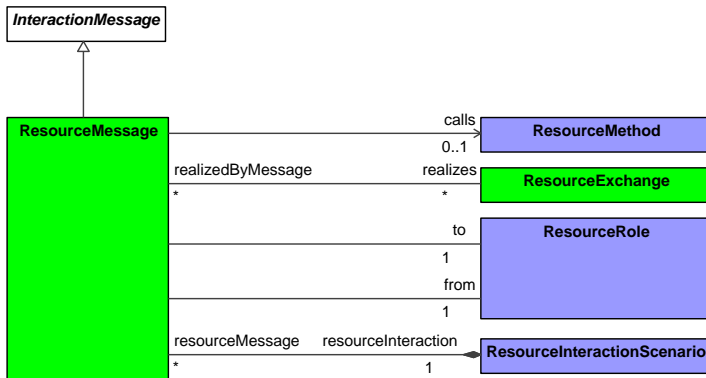 InteractionMessage
ResourceMessage
calls
0..1
ResourceMethod
realizedByMessage
realizes
*
*
ResourceExchange
to
1
ResourceRole
from
1
resourceMessage
resourceInteraction
*
1
ResourceInteractionScenario